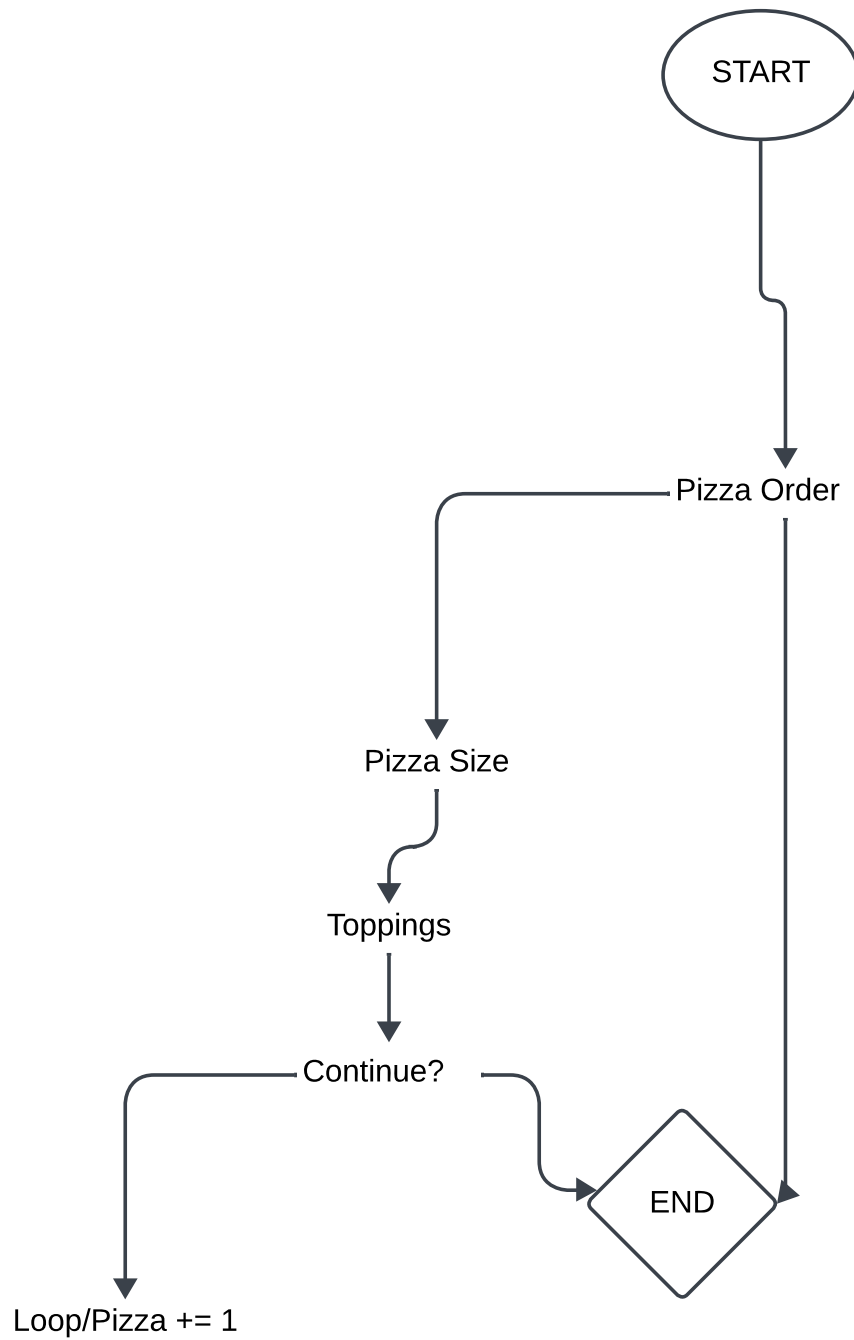 START
Pizza Order
Pizza Size
Toppings
Continue?
END
Loop/Pizza += 1